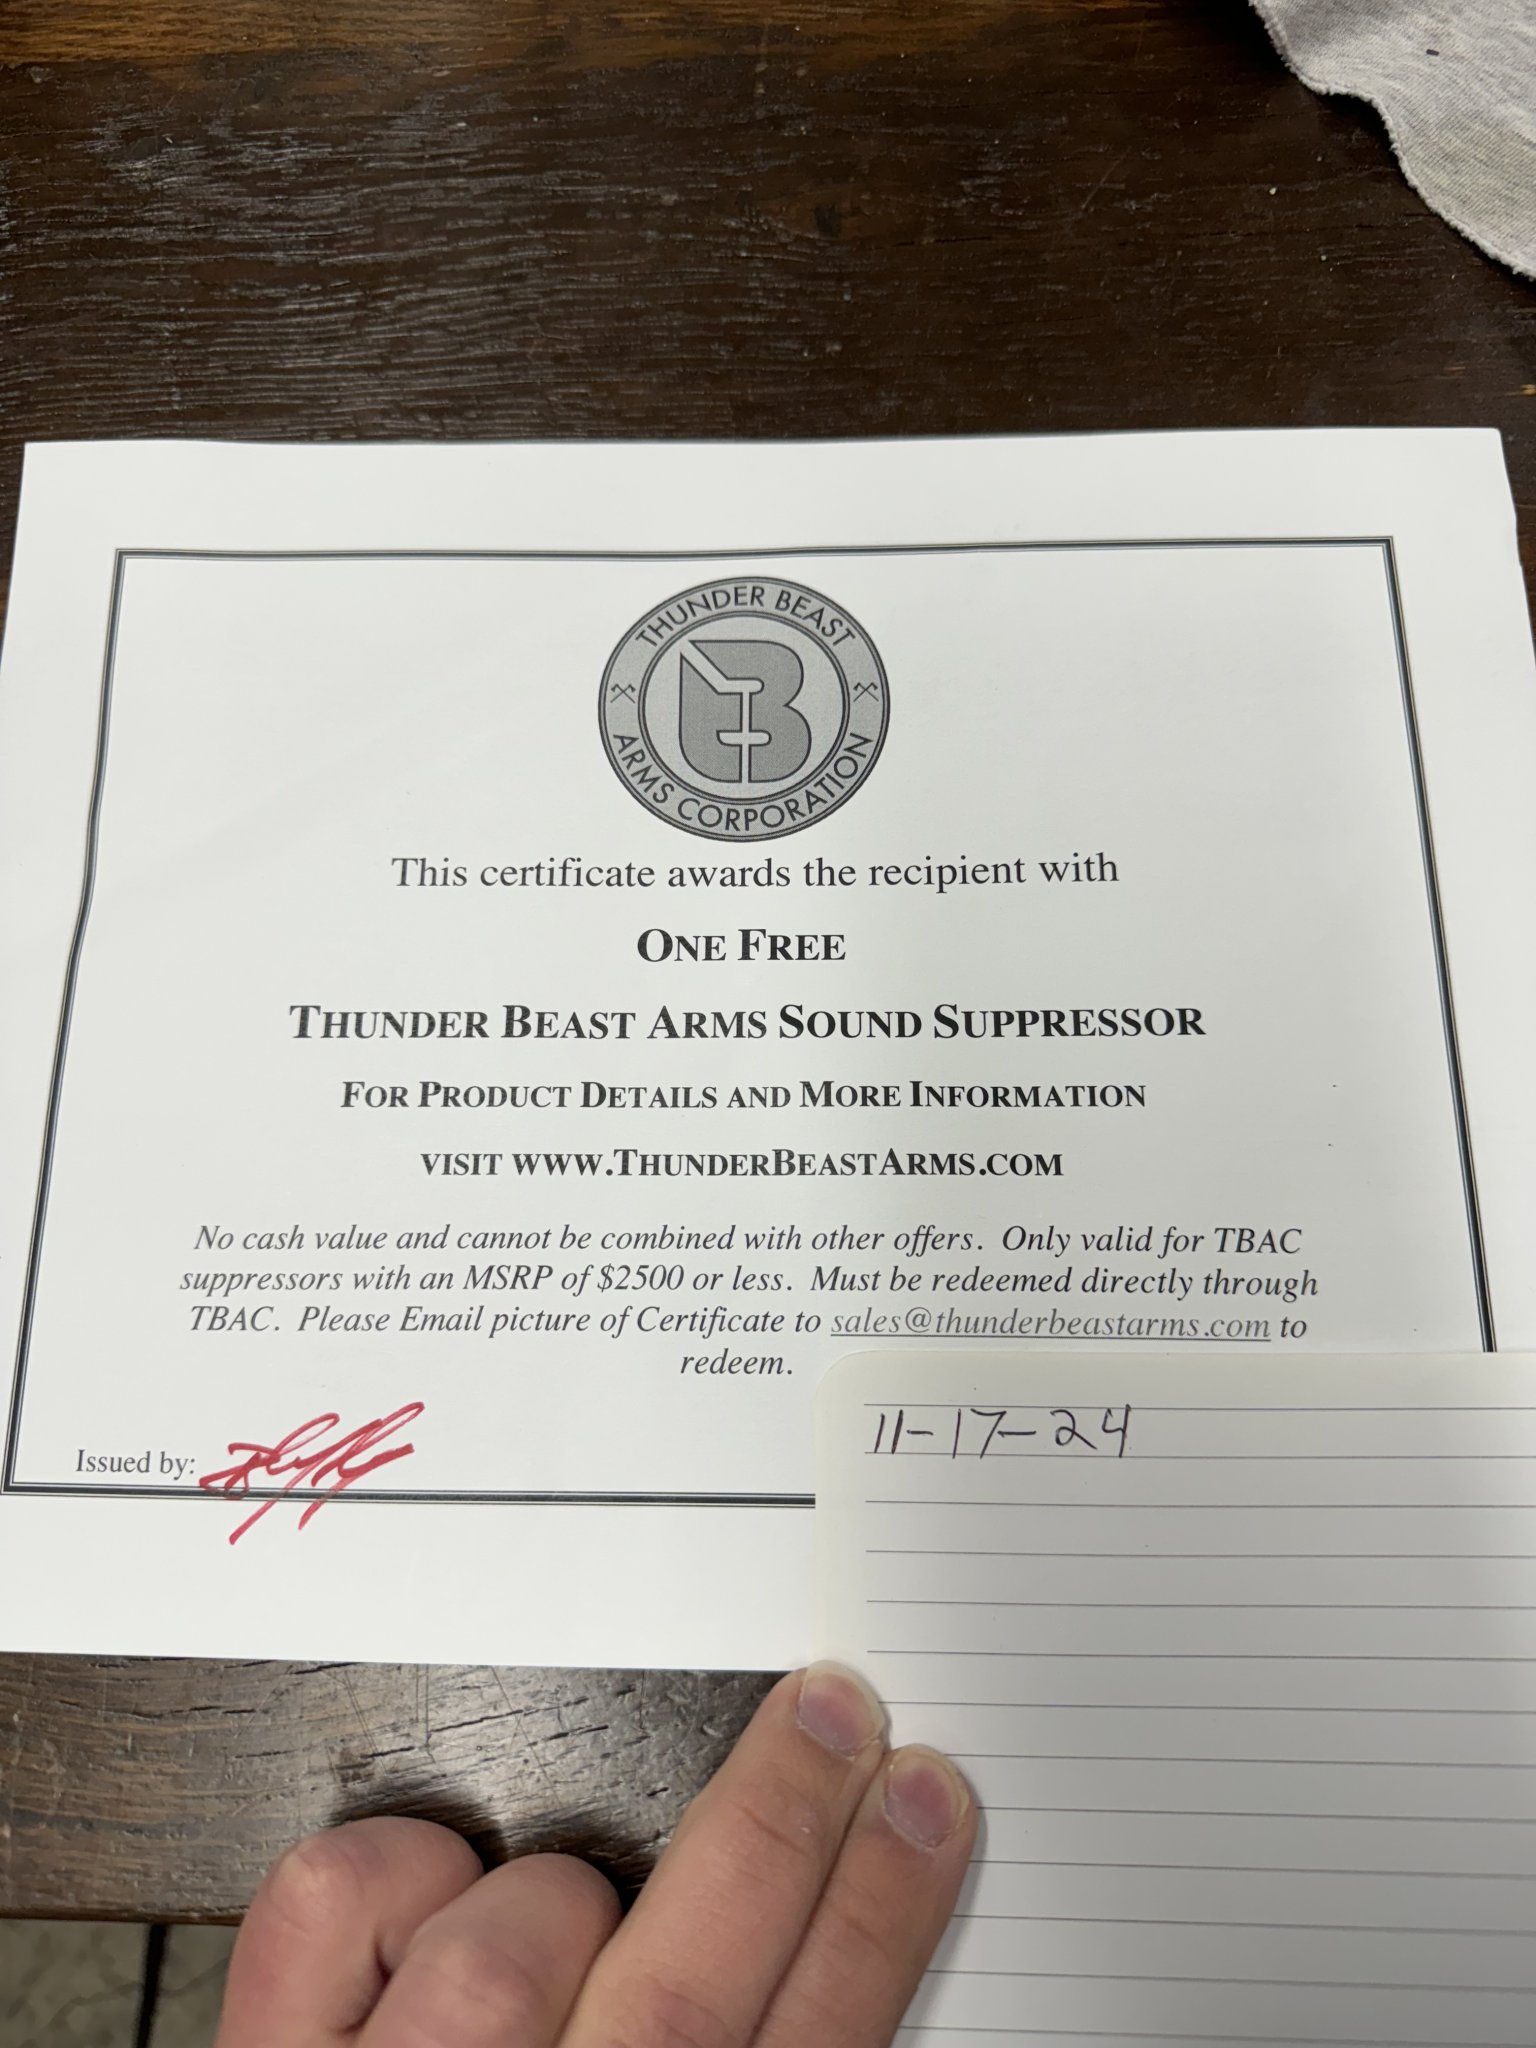 THUNDER BEAST
ARMS CORPORATION
This certificate awards the recipient with
ONE FREE
THUNDER BEAST ARMS SOUND SUPPRESSOR
FOR PRODUCT DETAILS AND MORE INFORMATION
VISIT WWW.THUNDERBEASTARMS.COM
No cash value and cannot be combined with other offers. Only valid for TBAC
suppressors with an MSRP of $2500 or less. Must be redeemed directly through
TBAC. Please Email picture of Certificate to sales@thunderbeastarms.com to
redeem.
Issued by:
11-17-24